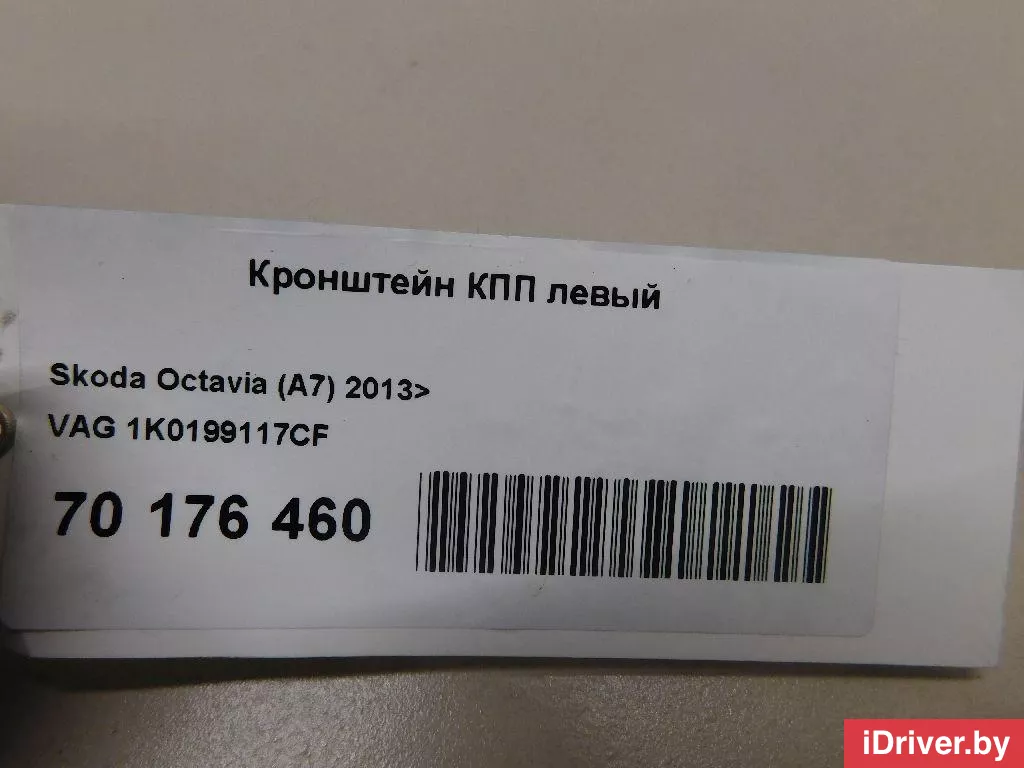 Кронштейн КПП левый
Skoda Octavia (A7) 2013>
VAG 1K0199117CF
70 176 460
iDriver.by